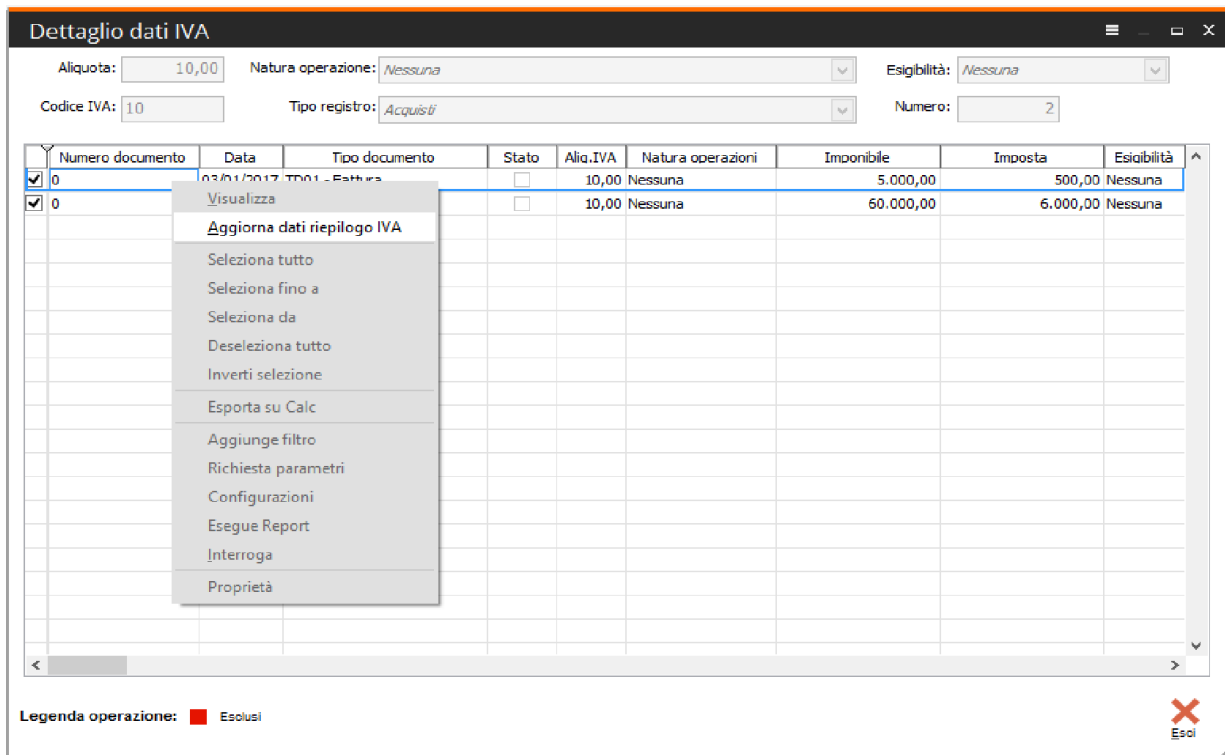 Dettaglio dati IVA
Aliquota: 10,00 Natura operazione: Nessuna Esigibilità: Nessuna
Codice IVA: 10 Tipo registro: Acquisti Numero: 2
Numero documento Data Tipo documento Stato Aliq.IVA Natura operazioni Imponibile Imposta Esigibilità
0 03/01/2017 TD01 - Fattura 10,00 Nessuna 5.000,00 500,00 Nessuna
0 10,00 Nessuna 60.000,00 6.000,00 Nessuna
Visualizza
Aggiorna dati riepilogo IVA
Seleziona tutto
Seleziona fino a
Seleziona da
Deseleziona tutto
Inverti selezione
Esporta su Calc
Aggiunge filtro
Richiesta parametri
Configurazioni
Esegue Report
Interroga
Proprietà
Legenda operazione: Esclusi
Esci